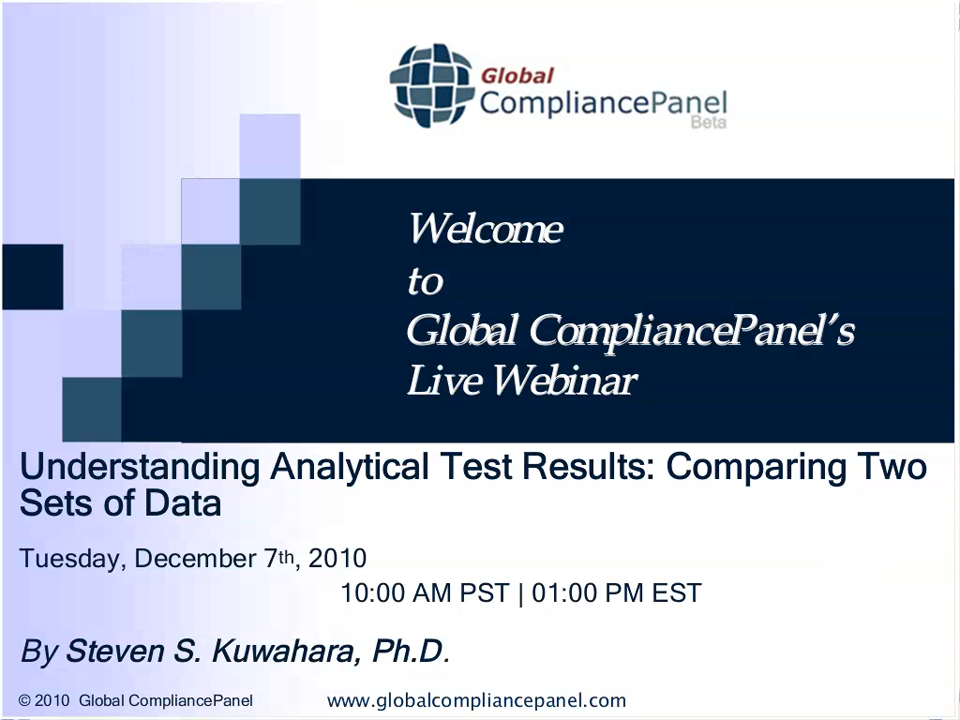 Global
CompliancePanel
Beta
Welcome
to
Global CompliancePanel's
Live Webinar
Understanding Analytical Test Results: Comparing Two
Sets of Data
Tuesday, December 7th, 2010
10:00 AM PST | 01:00 PM EST
By Steven S. Kuwahara, Ph.D.
© 2010 Global CompliancePanel
www.globalcompliancepanel.com